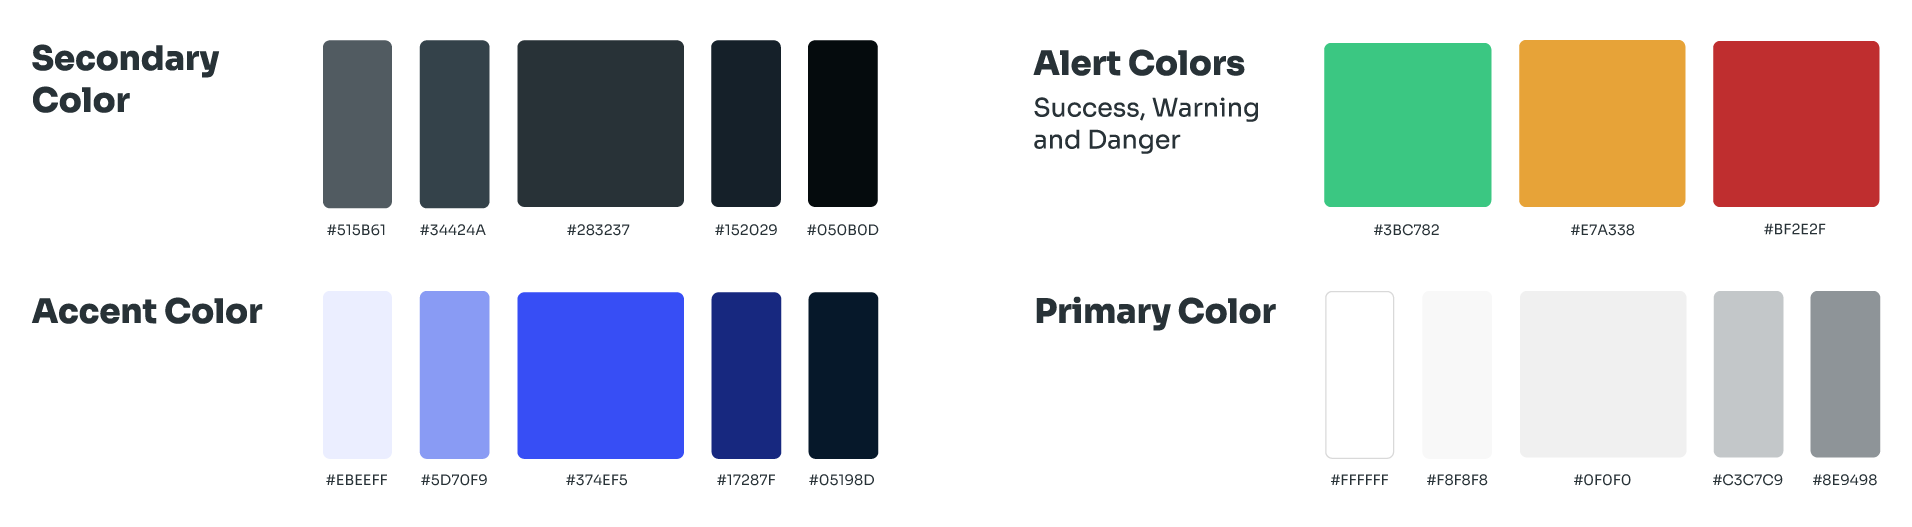 Secondary
Color
#515B61
#34424A
#283237
#152029
#050B0D
Alert Colors
Success, Warning
and Danger
#3BC782
#E7A338
#BF2E2F
Accent Color
#EBEEFF
#5D70F9
#374EF5
#17287F
#05198D
Primary Color
#FFFFFF
#F8F8F8
#0F0F0
#C3C7C9
#8E9498